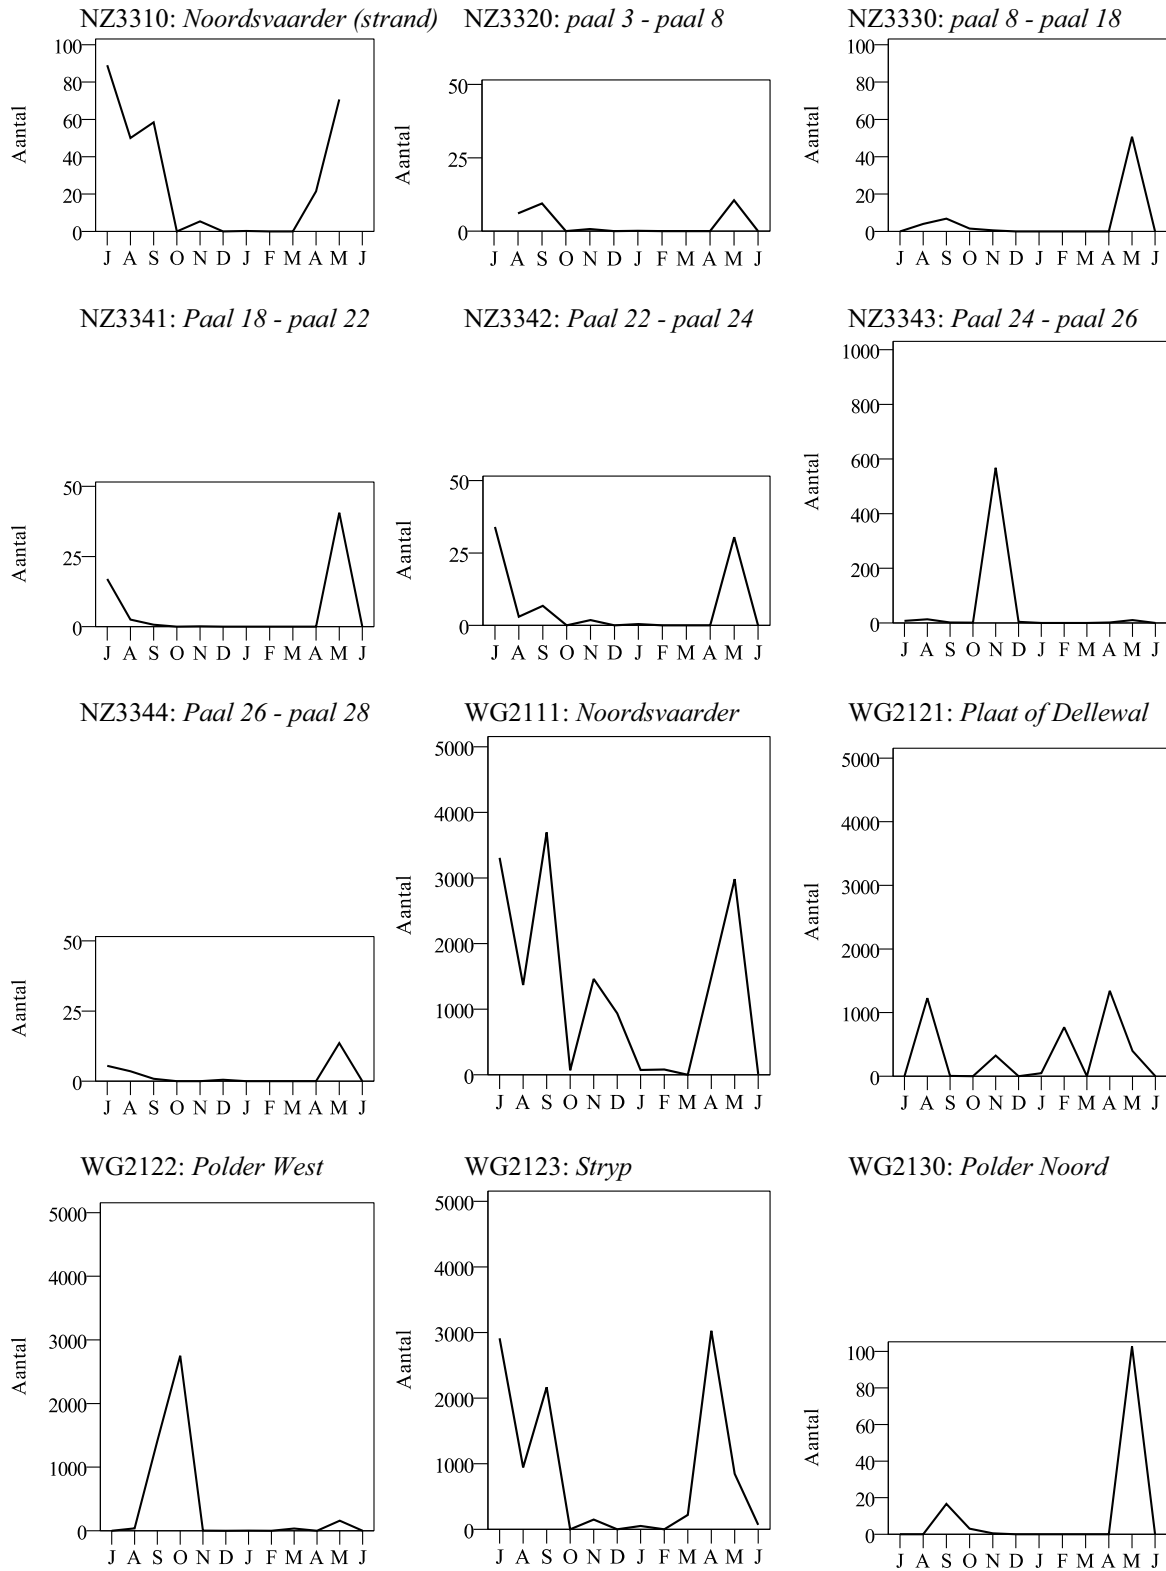 NZ3310: Noordsvaarder (strand)
100
80
60
40
20
0
Aantal
J A S O N D J F M A M J
NZ3320: paal 3 - paal 8
50
25
0
Aantal
J A S O N D J F M A M J
NZ3330: paal 8 - paal 18
100
80
60
40
20
0
Aantal
J A S O N D J F M A M J
NZ3341: Paal 18 - paal 22
50
25
0
Aantal
J A S O N D J F M A M J
NZ3342: Paal 22 - paal 24
50
25
0
Aantal
J A S O N D J F M A M J
NZ3343: Paal 24 - paal 26
1000
800
600
400
200
0
Aantal
J A S O N D J F M A M J
NZ3344: Paal 26 - paal 28
50
25
0
Aantal
J A S O N D J F M A M J
WG2111: Noordsvaarder
5000
4000
3000
2000
1000
0
Aantal
J A S O N D J F M A M J
WG2121: Plaat of Dellewal
5000
4000
3000
2000
1000
0
Aantal
J A S O N D J F M A M J
WG2122: Polder West
5000
4000
3000
2000
1000
0
Aantal
J A S O N D J F M A M J
WG2123: Stryp
5000
4000
3000
2000
1000
0
Aantal
J A S O N D J F M A M J
WG2130: Polder Noord
100
80
60
40
20
0
Aantal
J A S O N D J F M A M J